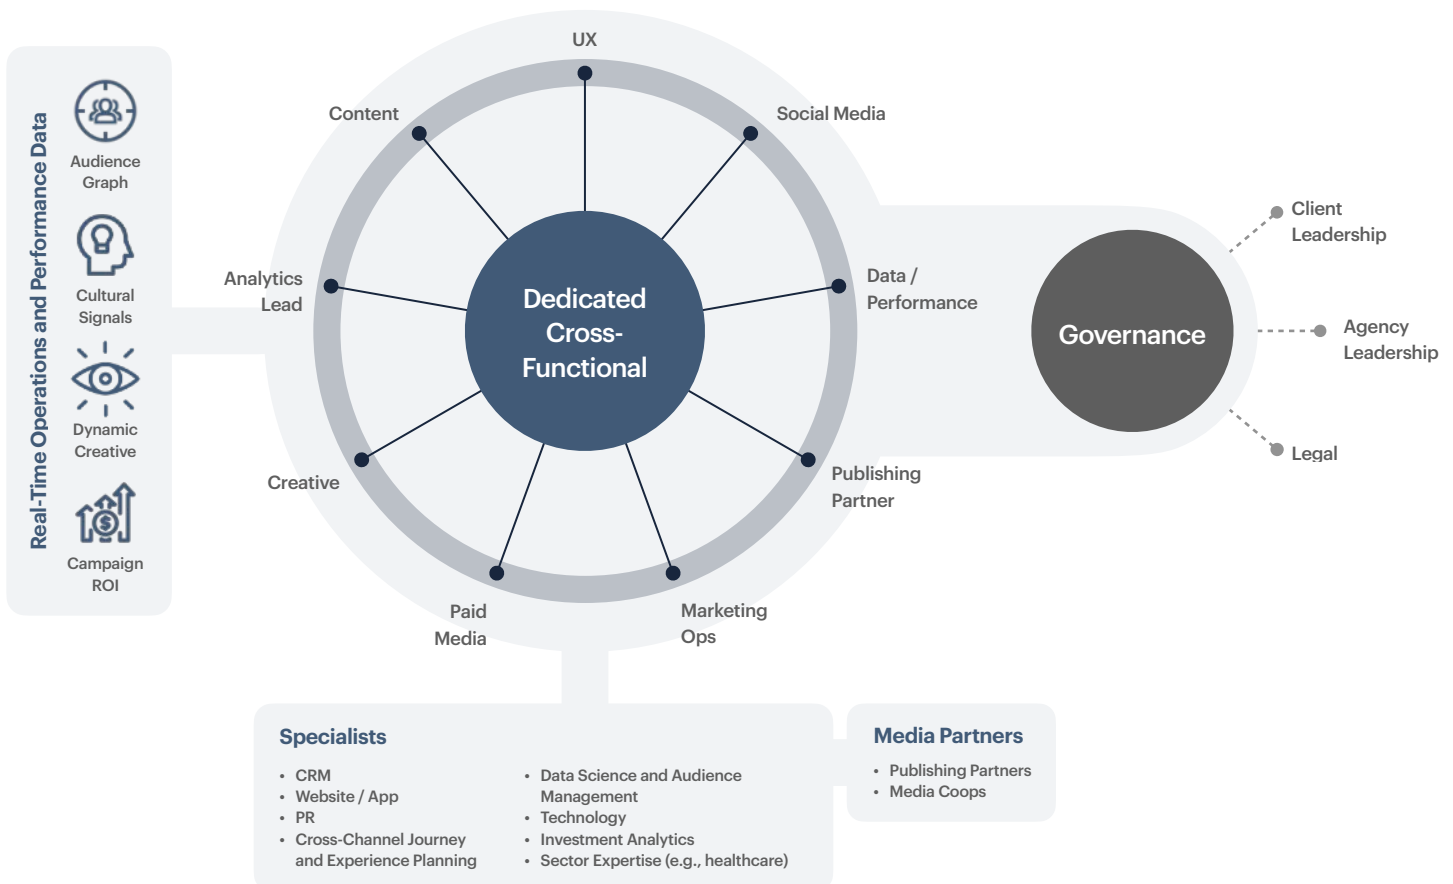 Real-Time Operations and Performance Data
Audience
Graph
Cultural
Signals
Dynamic
Creative
$
Campaign
ROI
UX
Content
Social Media
Analytics
Lead
Data /
Performance
Creative
Publishing
Partner
Paid
Media
Marketing
Ops
Dedicated
Cross-
Functional
Governance
Client
Leadership
Agency
Leadership
Legal
Specialists
• CRM
• Website / App
• PR
• Cross-Channel Journey
and Experience Planning
• Data Science and Audience
Management
• Technology
• Investment Analytics
• Sector Expertise (e.g., healthcare)
Media Partners
• Publishing Partners
• Media Coops